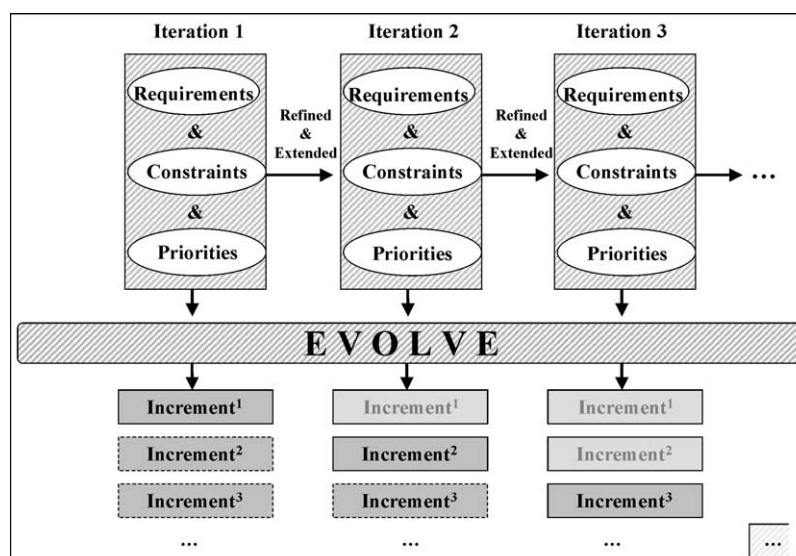 Iteration 1 Iteration 2 Iteration 3
Requirements Requirements Requirements
Refined Refined
& & & & &
Extended Extended
Constraints Constraints Constraints ...
& & &
Priorities Priorities Priorities
EVOLVE
Increment¹ Increment¹ Increment¹
Increment² Increment² Increment²
Increment³ Increment³ Increment³
... ... ... ...